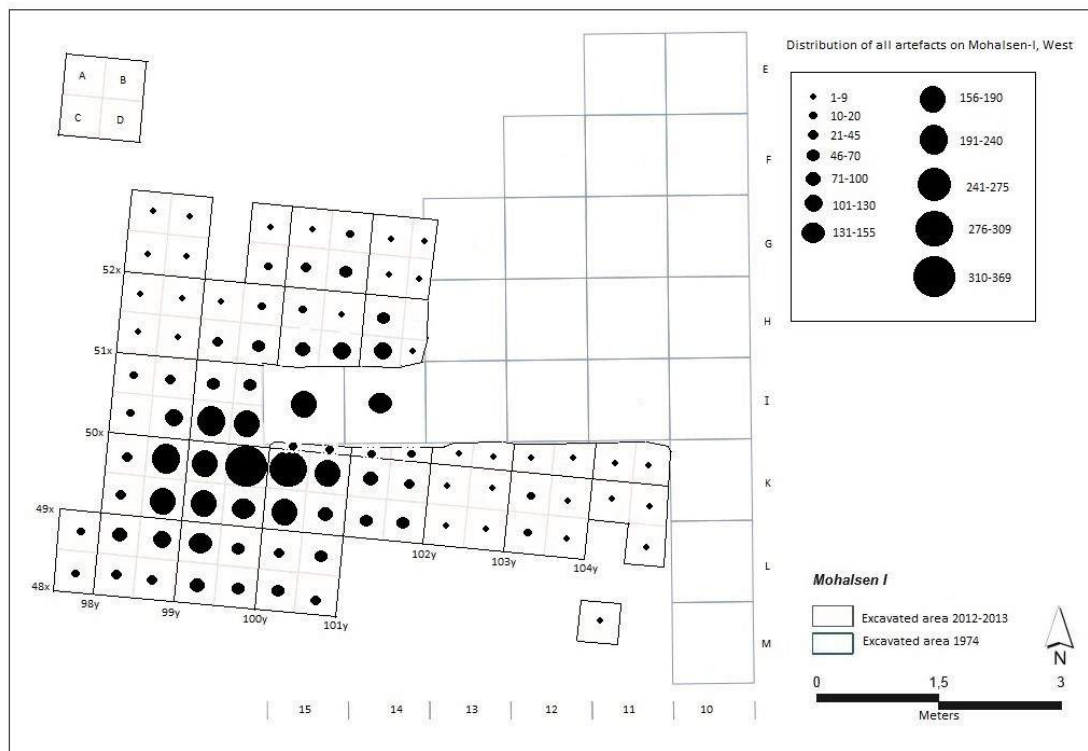 Distribution of all artefacts on Mohalsen-I, West
A B
C D
1-9
10-20
21-45
46-70
71-100
101-130
131-155
156-190
191-240
241-275
276-309
310-369
E
F
G
H
I
K
L
M
52x
51x
50x
49x
48x
98y
99y
100y
101y
102y
103y
104y
15 14 13 12 11 10
Mohalsen I
Excavated area 2012-2013
Excavated area 1974
N
0 1,5 3
Meters